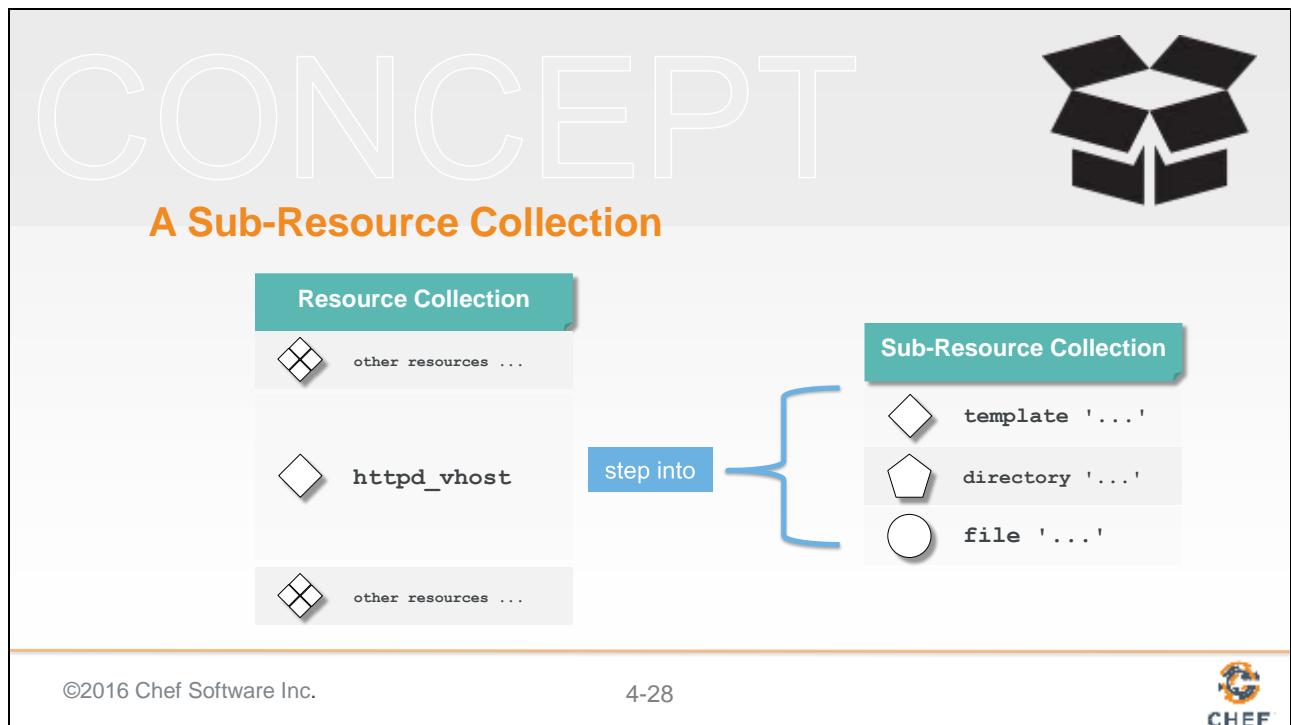 CONCEPT
A Sub-Resource Collection
Resource Collection
other resources ...
httpd_vhost
other resources ...
step into
Sub-Resource Collection
template '...'
directory '...'
file '...'
©2016 Chef Software Inc.
4-28
CHEF